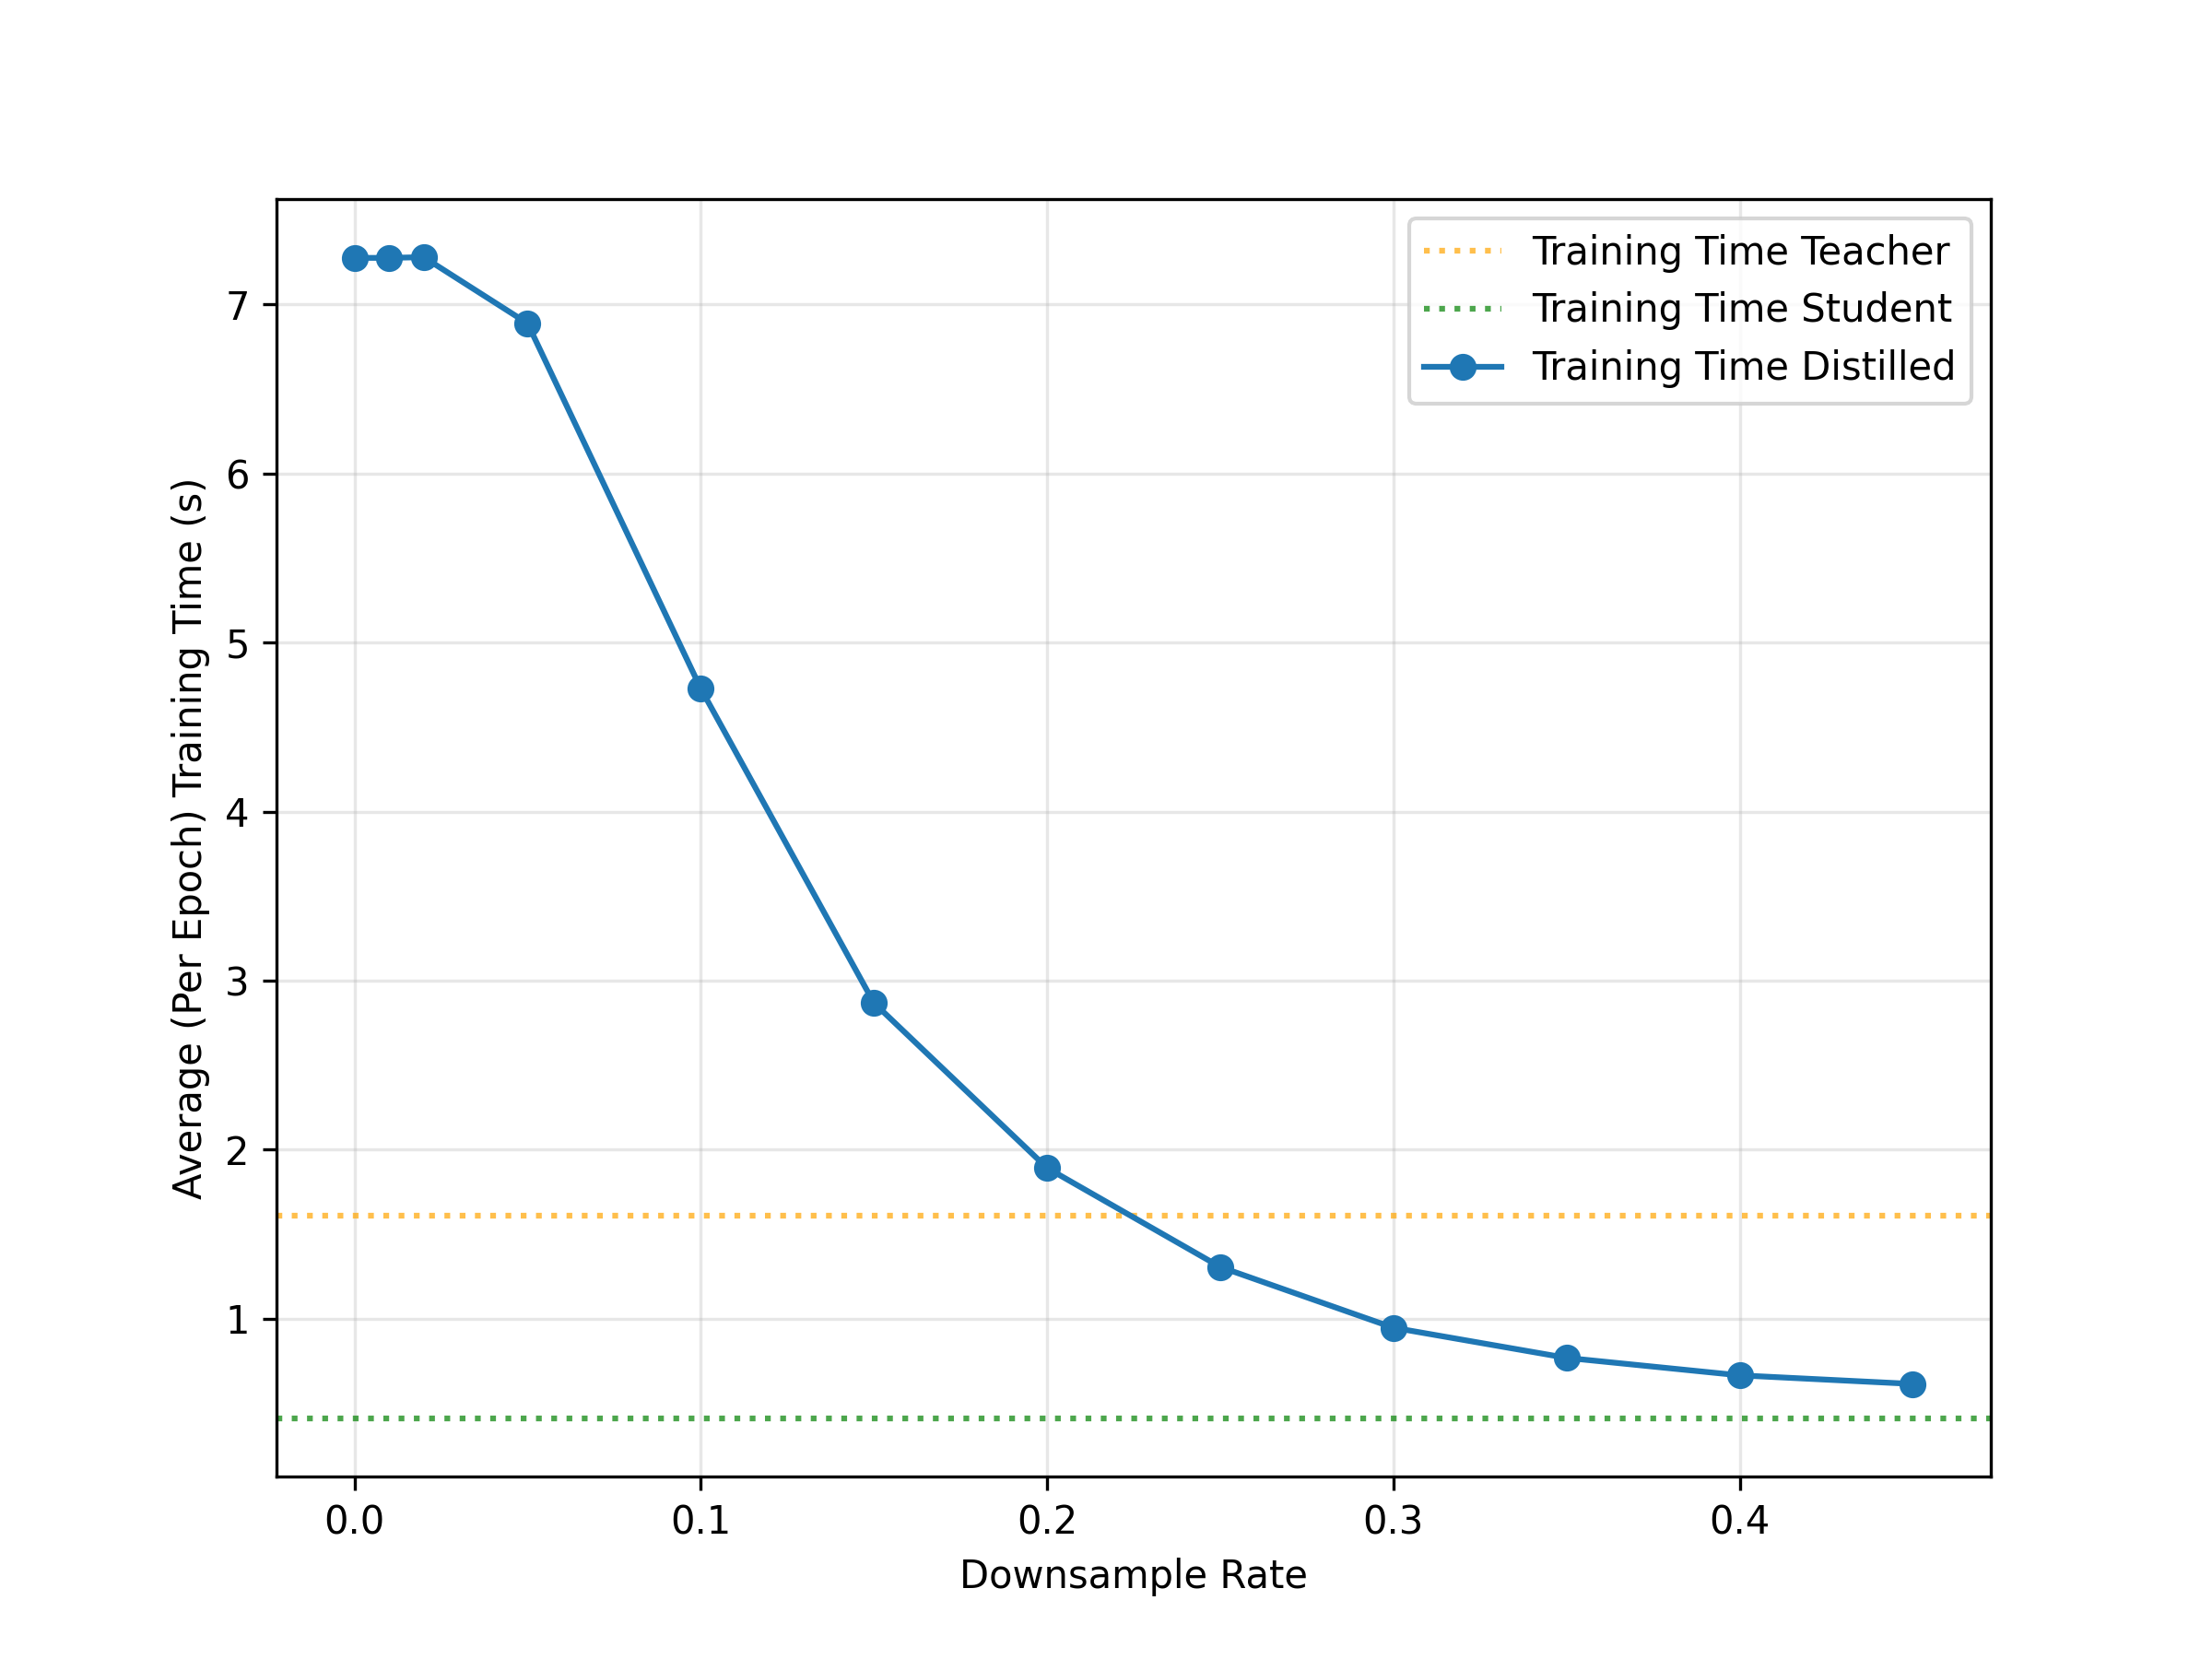 Training Time Teacher
Training Time Student
Training Time Distilled
7
6
5
4
3
2
1
Average (Per Epoch) Training Time (s)
0.0 0.1 0.2 0.3 0.4
Downsample Rate